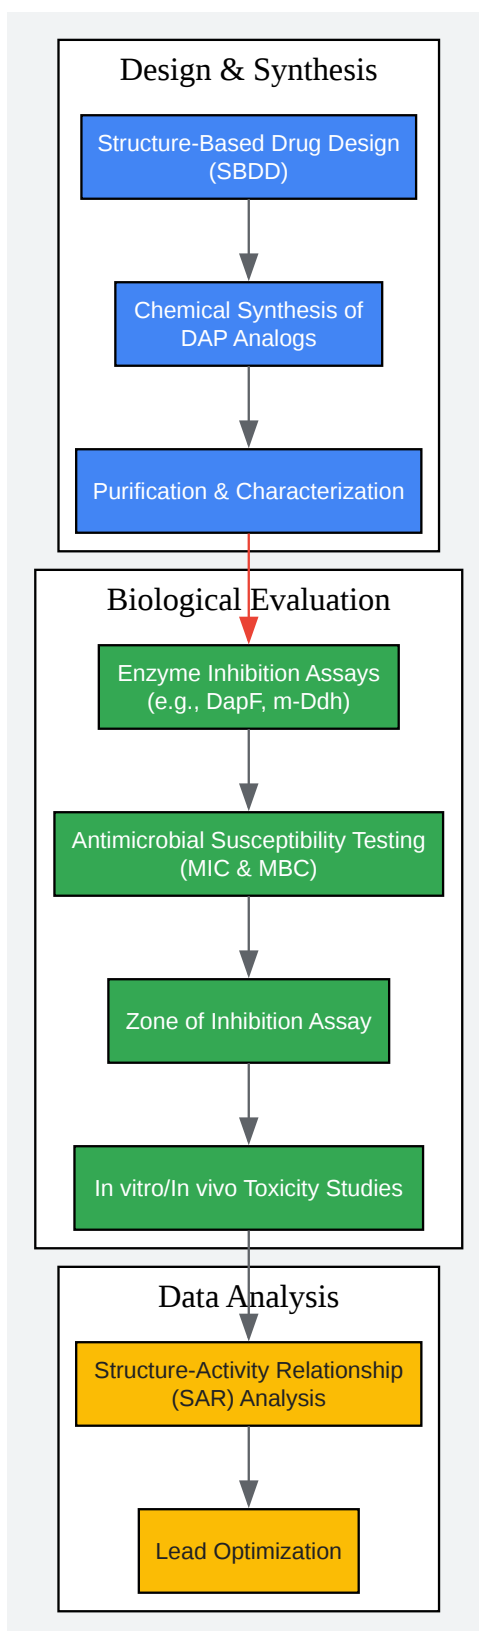 Design & Synthesis
Structure-Based Drug Design
(SBDD)
Chemical Synthesis of
DAP Analogs
Purification & Characterization
Biological Evaluation
Enzyme Inhibition Assays
(e.g., DapF, m-Ddh)
Antimicrobial Susceptibility Testing
(MIC & MBC)
Zone of Inhibition Assay
In vitro/In vivo Toxicity Studies
Data Analysis
Structure-Activity Relationship
(SAR) Analysis
Lead Optimization